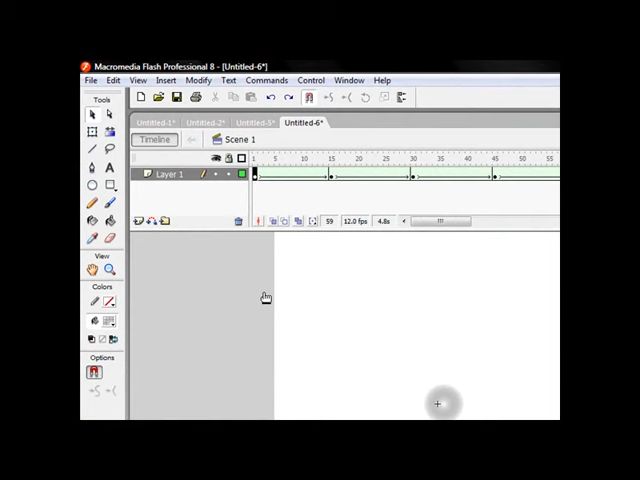 Macromedia Flash Professional 8 - [Untitled-6*]
File Edit View Insert Modify Text Commands Control Window Help
Tools
Untitled-1* Untitled-2* Untitled-5* Untitled-6*
Timeline Scene 1
1 5 10 15 20 25 30 35 40 45 50 55
Layer 1
A
59 12.0 fps 4.8s
View
Colors
Options